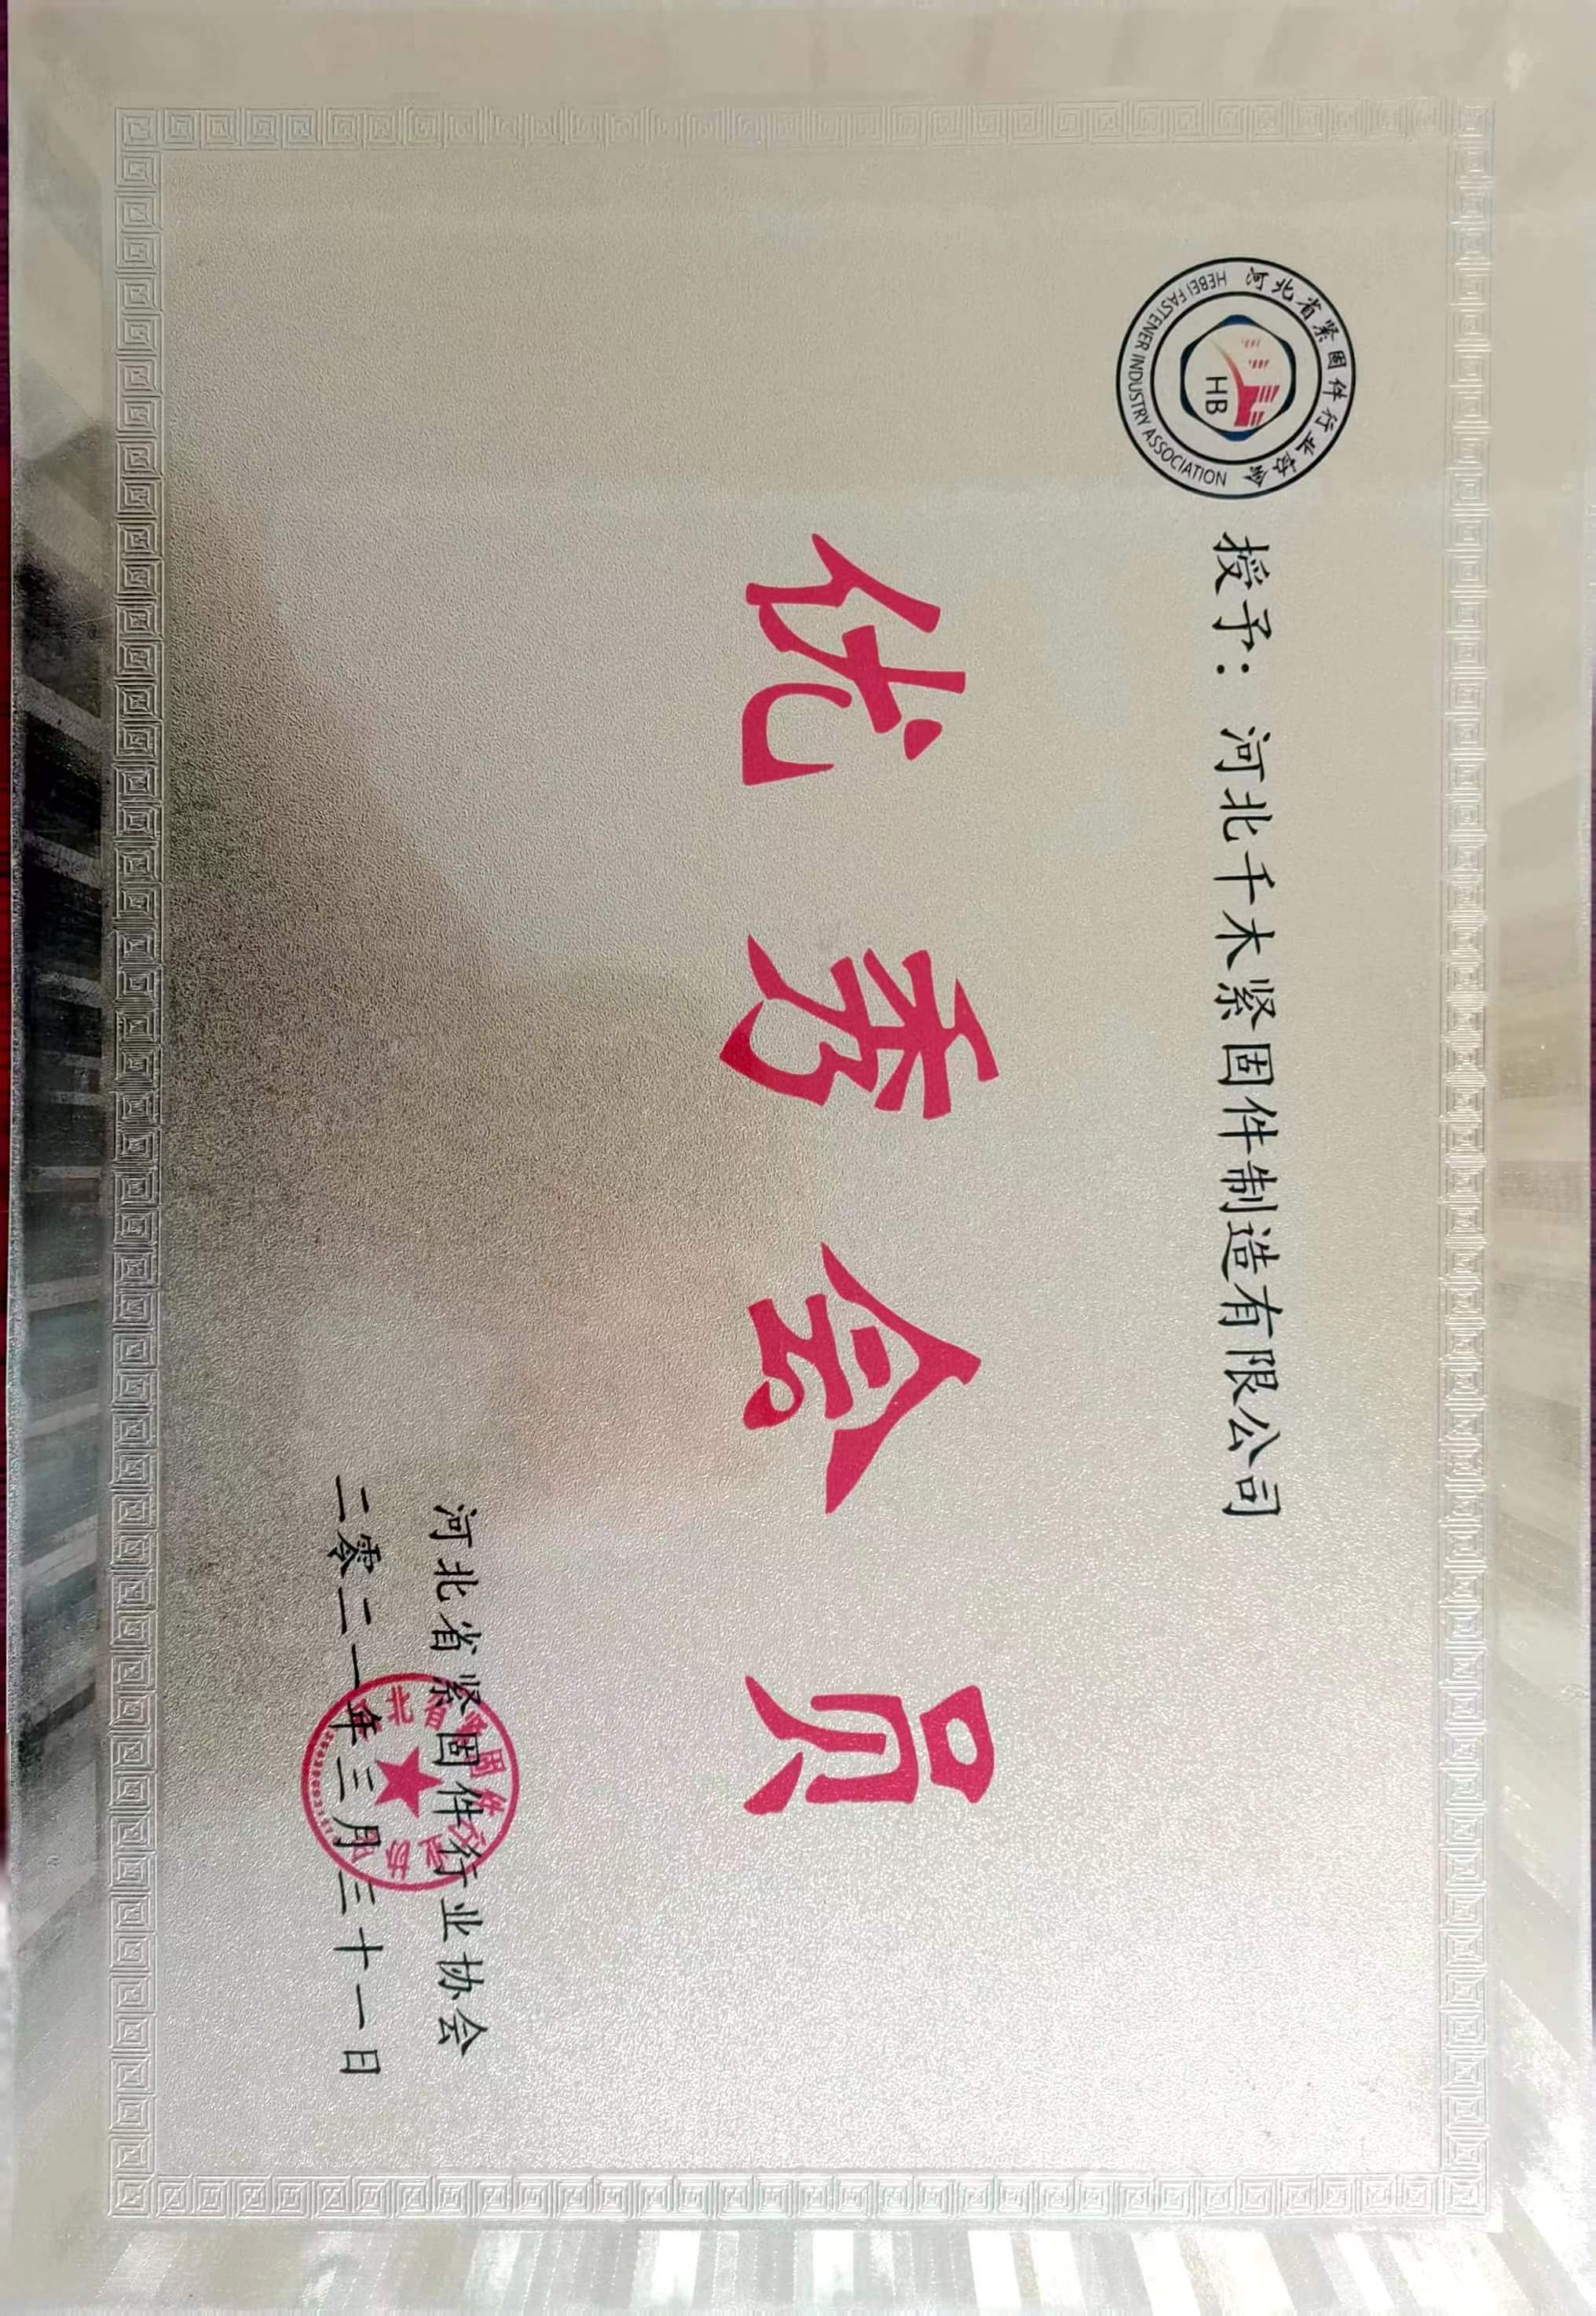 河北省紧固件行业协会
HEBEI FASTENER INDUSTRY ASSOCIATION
HB
授予：河北千木紧固件制造有限公司
优秀会员
河北省紧固件行业协会
二零二一年三月三十一日